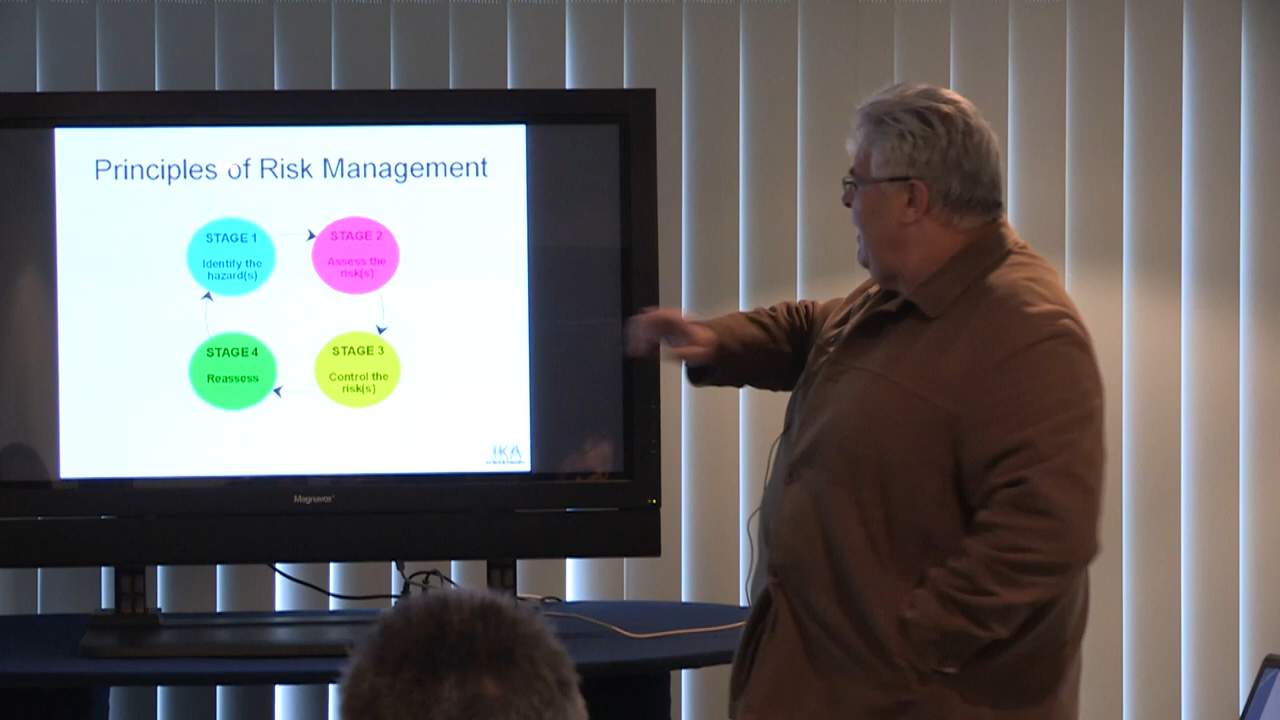 Principles of Risk Management
STAGE 1
Identify the
hazard(s)
STAGE 2
Assess the
risk(s)
STAGE 4
Reassess
STAGE 3
Control the
risk(s)
JKA
Magnavox